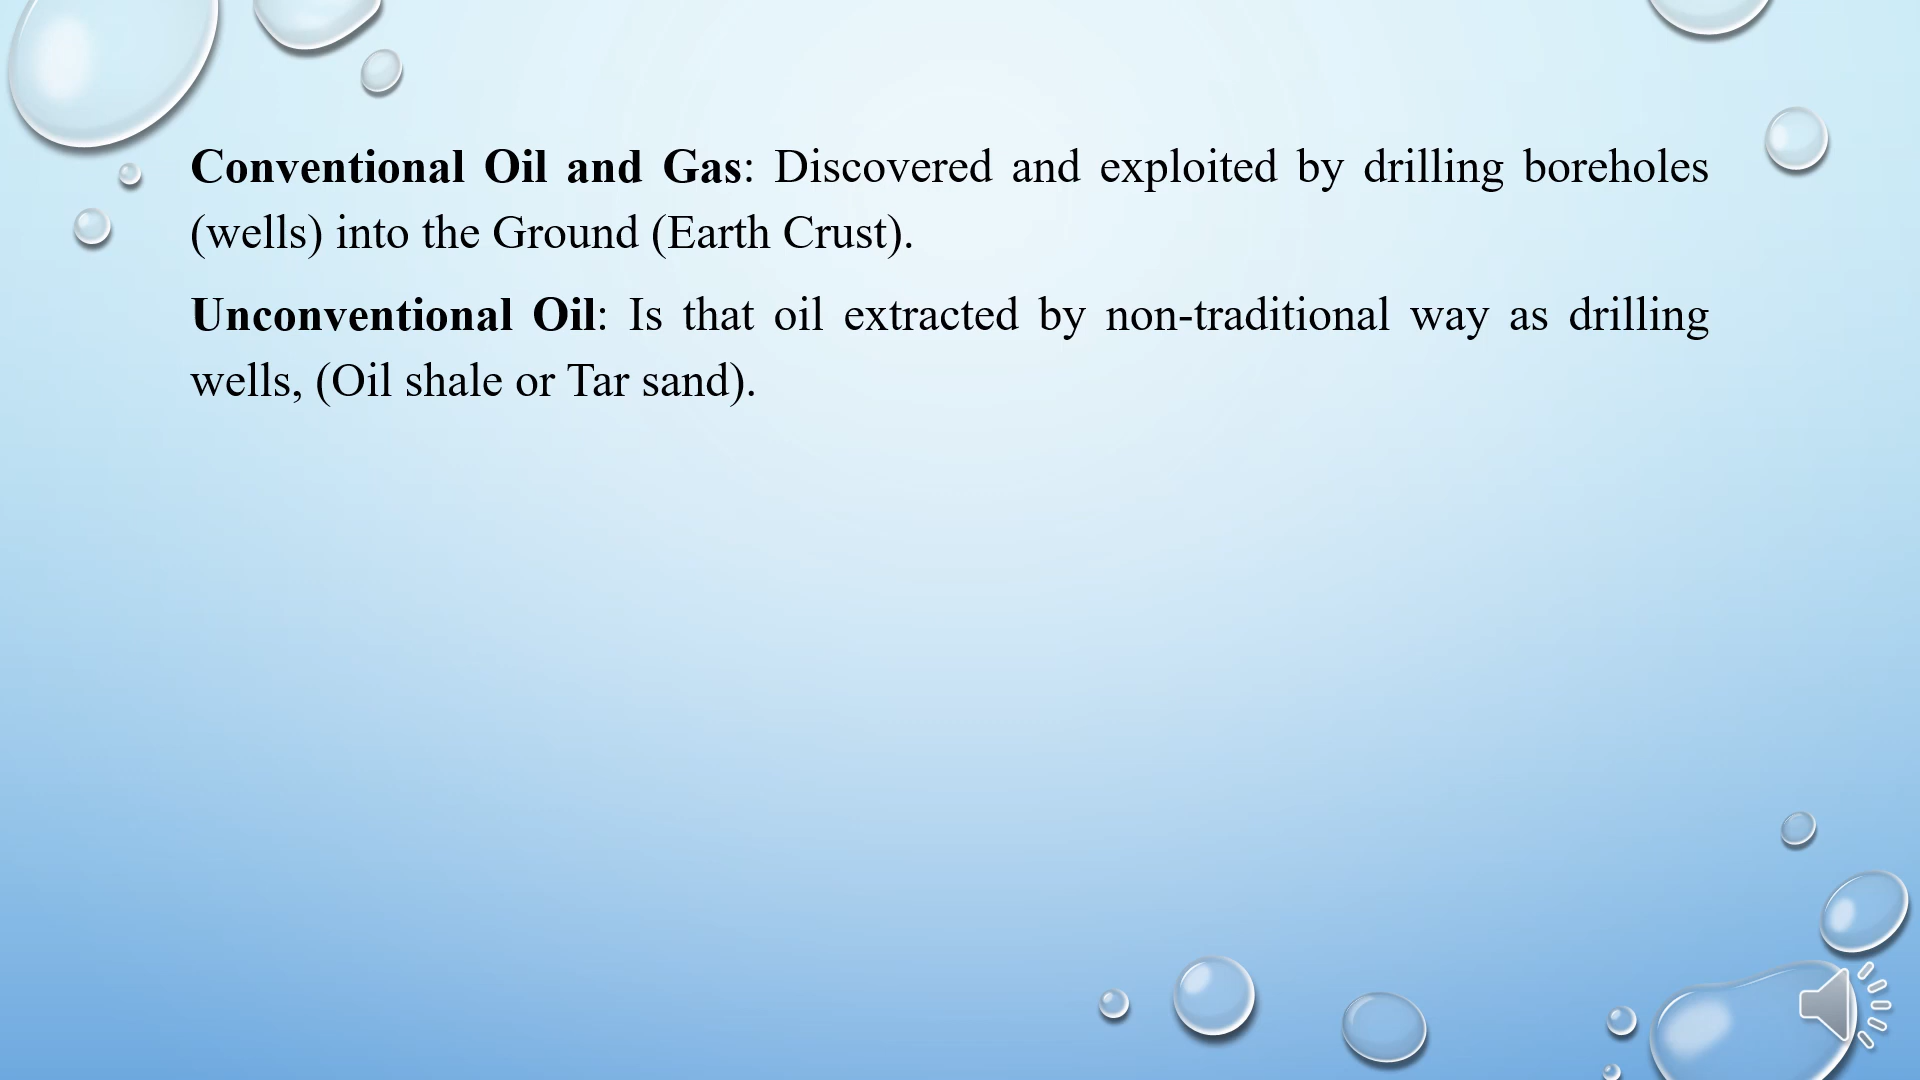 Conventional Oil and Gas: Discovered and exploited by drilling boreholes
(wells) into the Ground (Earth Crust).
Unconventional Oil: Is that oil extracted by non-traditional way as drilling
wells, (Oil shale or Tar sand).